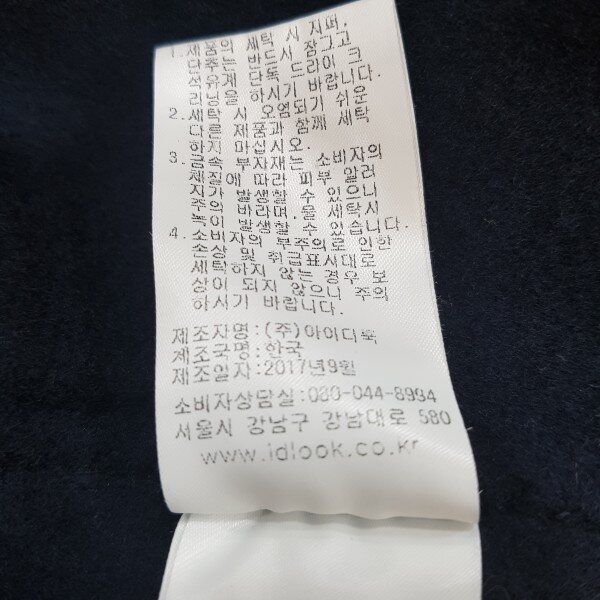 1. 제품의 세탁 시 지퍼,
단추는 반드시 잠그고
석유계 단독 드라이 크
리닝을 하시기 바랍니다.
2. 세탁 시 오염되기 쉬운
다른 제품과 함께 세탁
하지 마십시오.
3. 금속 부자재는 소비자의
체질에 따라 피부 알러
지가 발생할 수 있으니
주의 바라며, 물 세탁시
녹이 발생할 수 있습니다.
4. 소비자의 부주의로 인한
손상 및 취급표시대로
세탁하지 않는 경우 보
상이 되지 않으니 주의
하시기 바랍니다.
제조자명:(주)아이디룩
제조국명:한국
제조일자:2017년9월
소비자상담실:080-044-8994
서울시 강남구 강남대로 580
www.idlook.co.kr